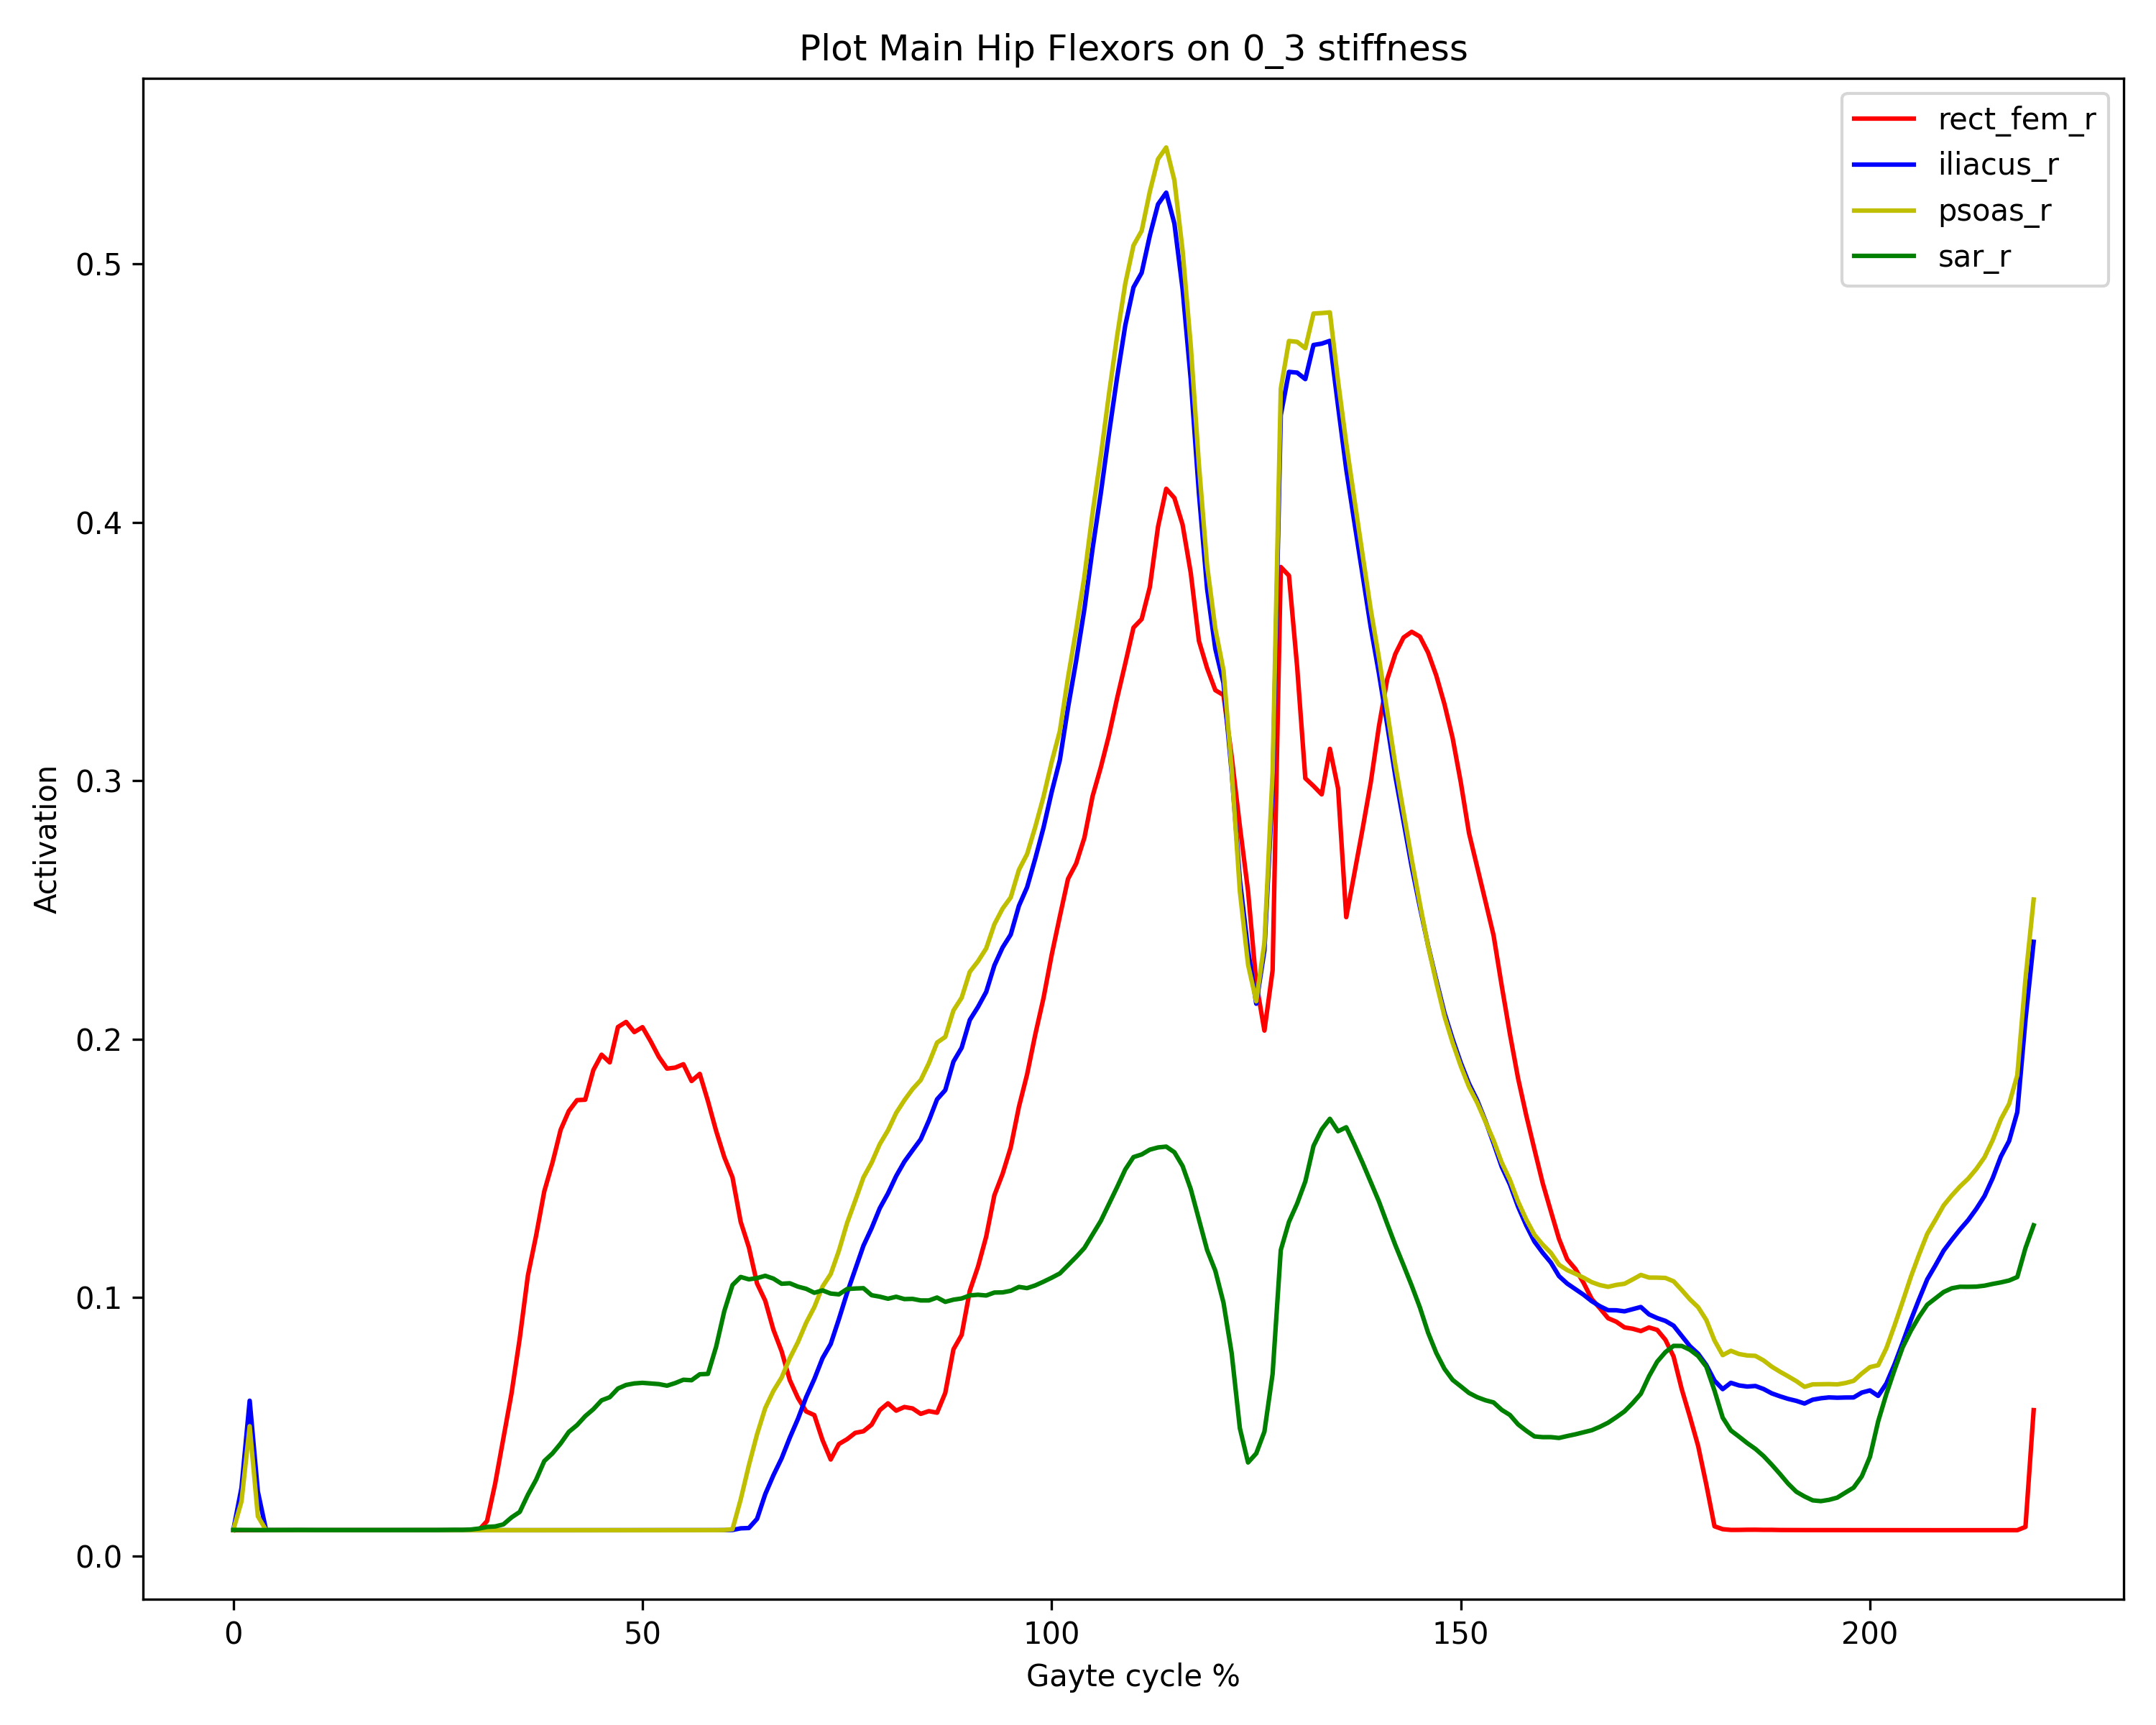 Plot Main Hip Flexors on 0_3 stiffness
rect_fem_r
iliacus_r
psoas_r
sar_r
0.5
0.4
0.3
0.2
0.1
0.0
Activation
0 50 100 150 200
Gayte cycle %